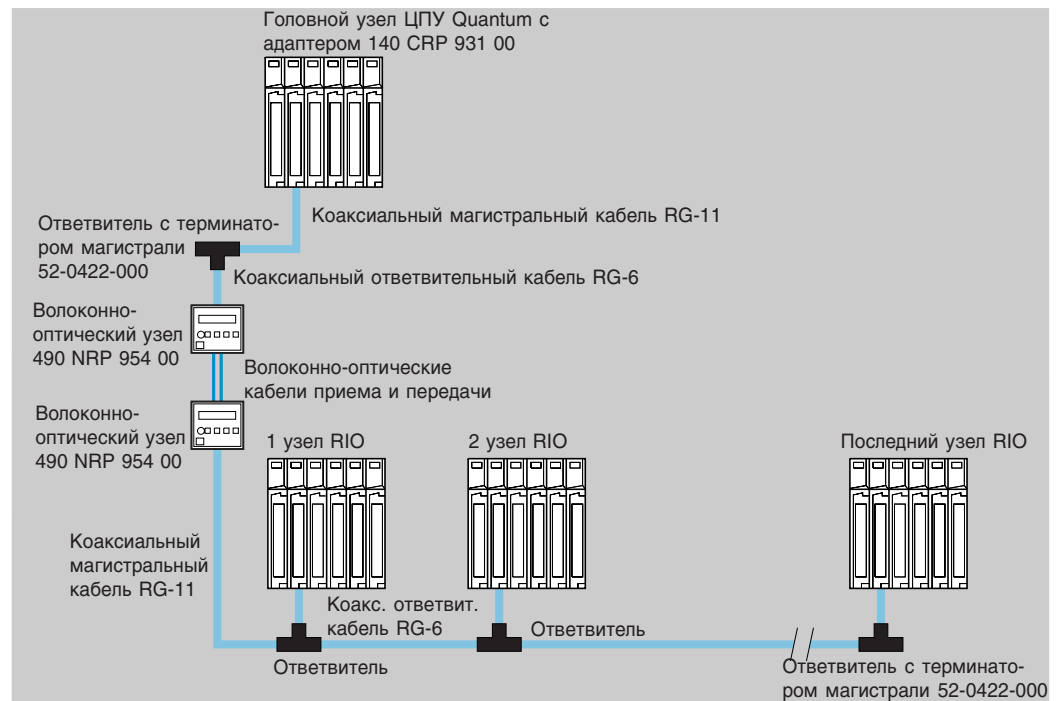 Головной узел ЦПУ Quantum с
адаптером 140 CRP 931 00
Коаксиальный магистральный кабель RG-11
Ответвитель с терминато-
ром магистрали
52-0422-000
Коаксиальный ответвительный кабель RG-6
Волоконно-
оптический узел
490 NRP 954 00
Волоконно-оптические
кабели приема и передачи
Волоконно-
оптический узел
490 NRP 954 00
1 узел RIO
2 узел RIO
Последний узел RIO
Коаксиальный
магистральный
кабель RG-11
Коакс. ответвит.
кабель RG-6
Ответвитель
Ответвитель
Ответвитель с терминато-
ром магистрали 52-0422-000